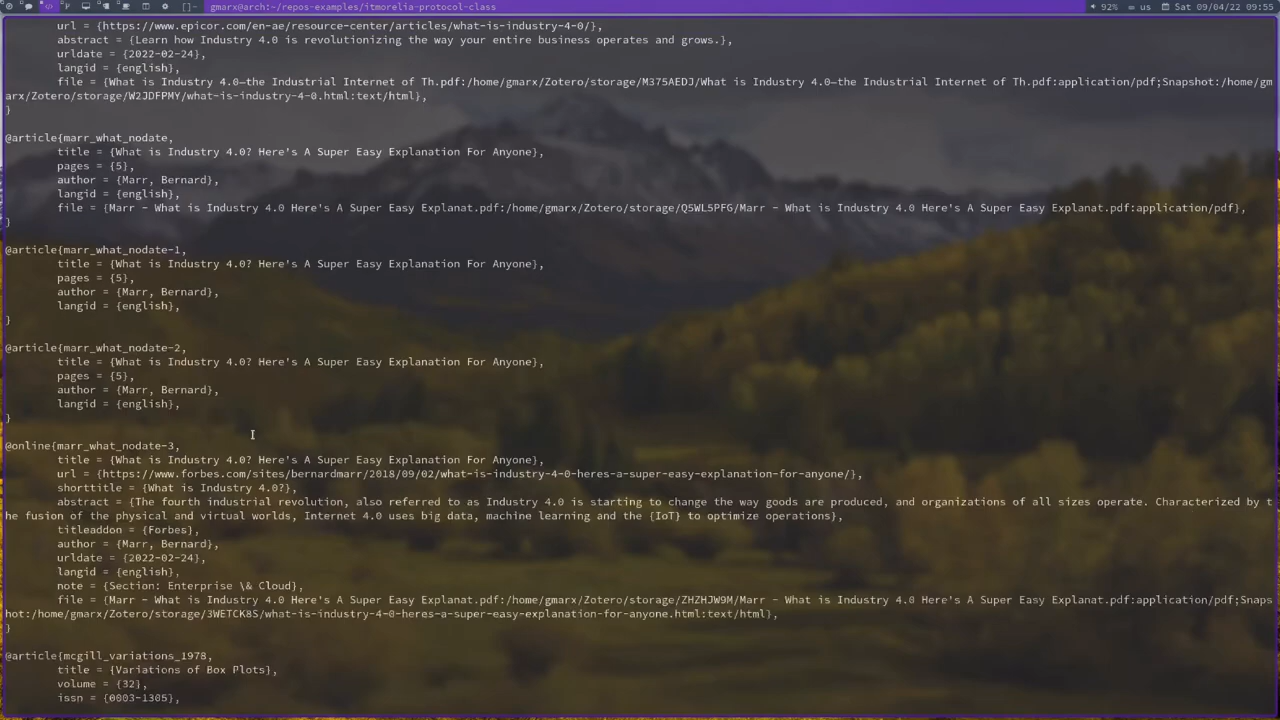 []= gmarx@arch:~/repos-examples/itmorelia-protocol-class 92% us Sat 09/04/22 09:55
url = {https://www.epicor.com/en-ae/resource-center/articles/what-is-industry-4-0/},
abstract = {Learn how Industry 4.0 is revolutionizing the way your entire business operates and grows.},
urldate = {2022-02-24},
langid = {english},
file = {What is Industry 4.0—the Industrial Internet of Th.pdf:/home/gmarx/Zotero/storage/M375AEDJ/What is Industry 4.0—the Industrial Internet of Th.pdf:application/pdf;Snapshot:/home/gm
arx/Zotero/storage/W2JDFPMY/what-is-industry-4-0.html:text/html},
}
@article{marr_what_nodate,
title = {What is Industry 4.0? Here's A Super Easy Explanation For Anyone},
pages = {5},
author = {Marr, Bernard},
langid = {english},
file = {Marr - What is Industry 4.0 Here's A Super Easy Explanat.pdf:/home/gmarx/Zotero/storage/Q5WL5PFG/Marr - What is Industry 4.0 Here's A Super Easy Explanat.pdf:application/pdf},
}
@article{marr_what_nodate-1,
title = {What is Industry 4.0? Here's A Super Easy Explanation For Anyone},
pages = {5},
author = {Marr, Bernard},
langid = {english},
}
@article{marr_what_nodate-2,
title = {What is Industry 4.0? Here's A Super Easy Explanation For Anyone},
pages = {5},
author = {Marr, Bernard},
langid = {english},
}
@online{marr_what_nodate-3,
title = {What is Industry 4.0? Here's A Super Easy Explanation For Anyone},
url = {https://www.forbes.com/sites/bernardmarr/2018/09/02/what-is-industry-4-0-heres-a-super-easy-explanation-for-anyone/},
shorttitle = {What is Industry 4.0?},
abstract = {The fourth industrial revolution, also referred to as Industry 4.0 is starting to change the way goods are produced, and organizations of all sizes operate. Characterized by t
he fusion of the physical and virtual worlds, Internet 4.0 uses big data, machine learning and the {IoT} to optimize operations},
titleaddon = {Forbes},
author = {Marr, Bernard},
urldate = {2022-02-24},
langid = {english},
note = {Section: Enterprise \& Cloud},
file = {Marr - What is Industry 4.0 Here's A Super Easy Explanat.pdf:/home/gmarx/Zotero/storage/ZHZHJW9M/Marr - What is Industry 4.0 Here's A Super Easy Explanat.pdf:application/pdf;Snaps
hot:/home/gmarx/Zotero/storage/3WETCK8S/what-is-industry-4-0-heres-a-super-easy-explanation-for-anyone.html:text/html},
}
@article{mcgill_variations_1978,
title = {Variations of Box Plots},
volume = {32},
issn = {0003-1305},